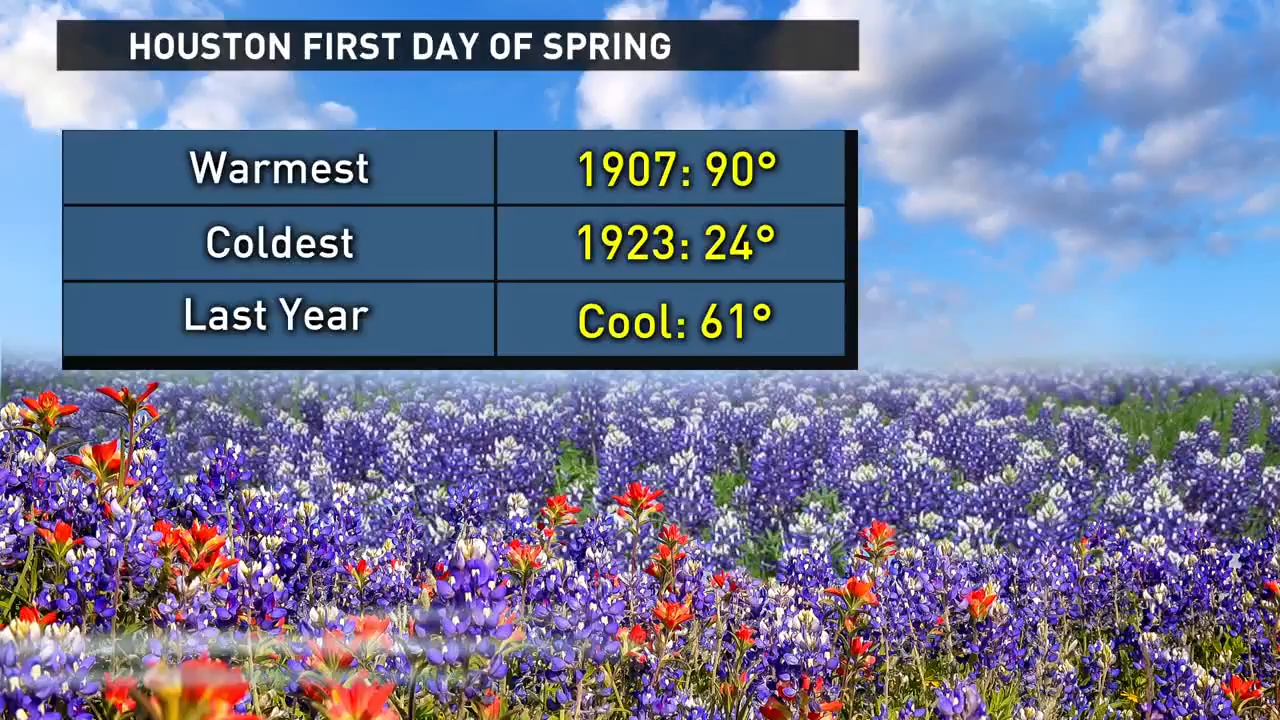 HOUSTON FIRST DAY OF SPRING
Warmest 1907: 90°
Coldest 1923: 24°
Last Year Cool: 61°